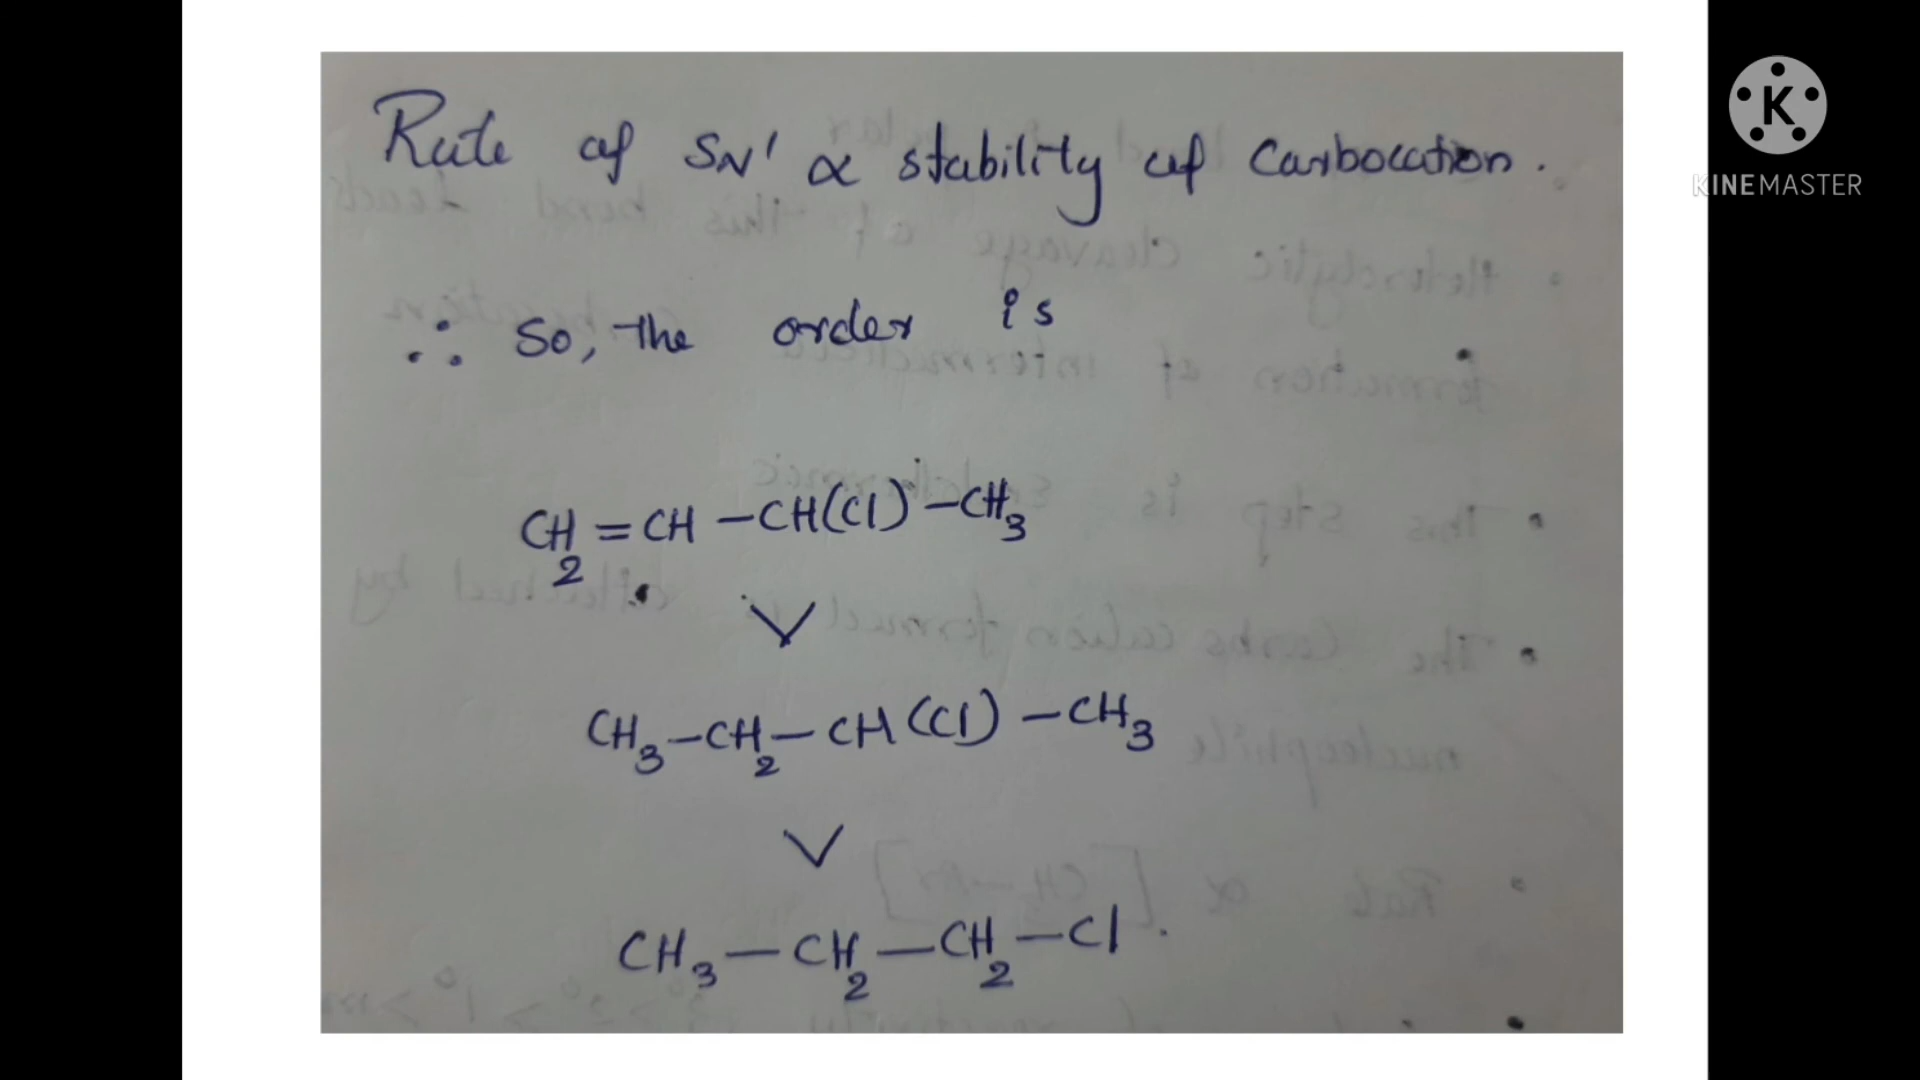 Rate of SN1 ∝ stability of Carbocation.
∴ So, the order is
CH2=CH-CH(Cl)-CH3
>
CH3-CH2-CH(Cl)-CH3
>
CH3-CH2-CH2-Cl.
K
KINEMASTER